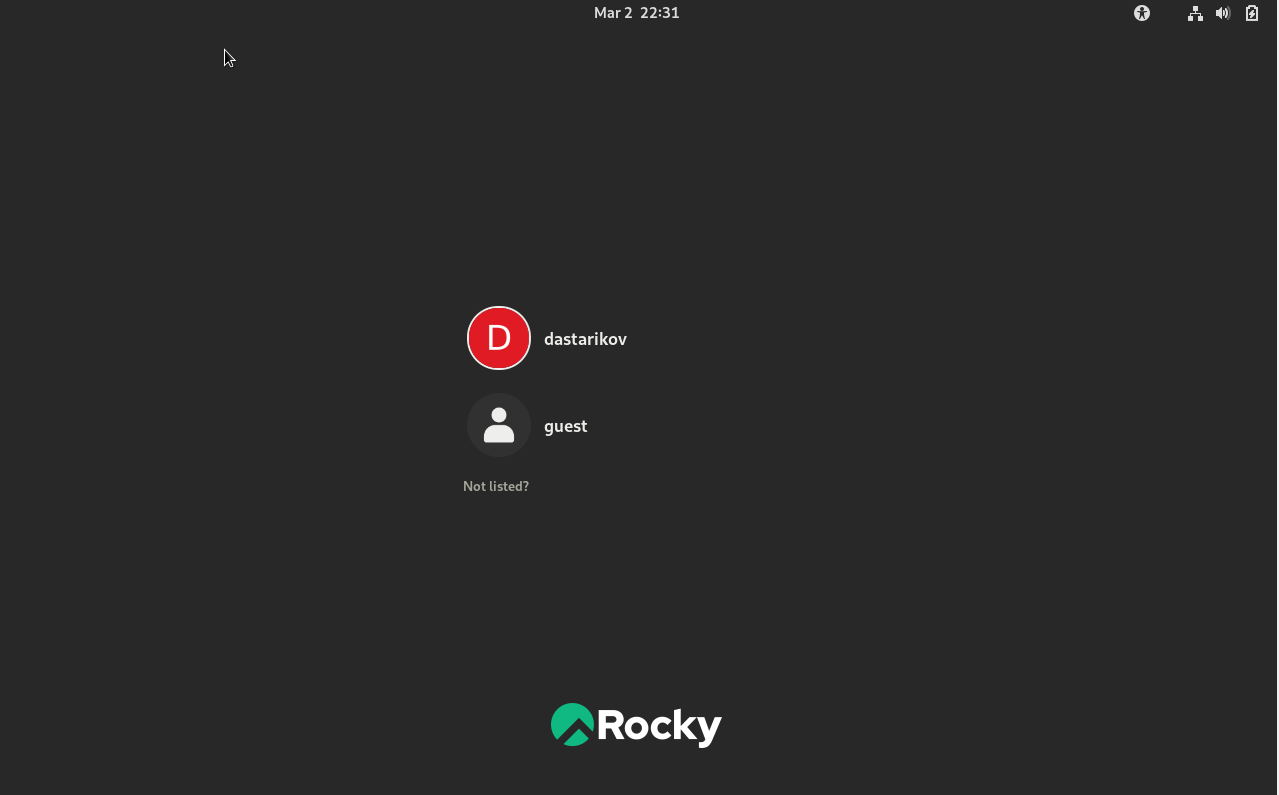 Mar 2 22:31
D
dastarikov
guest
Not listed?
Rocky